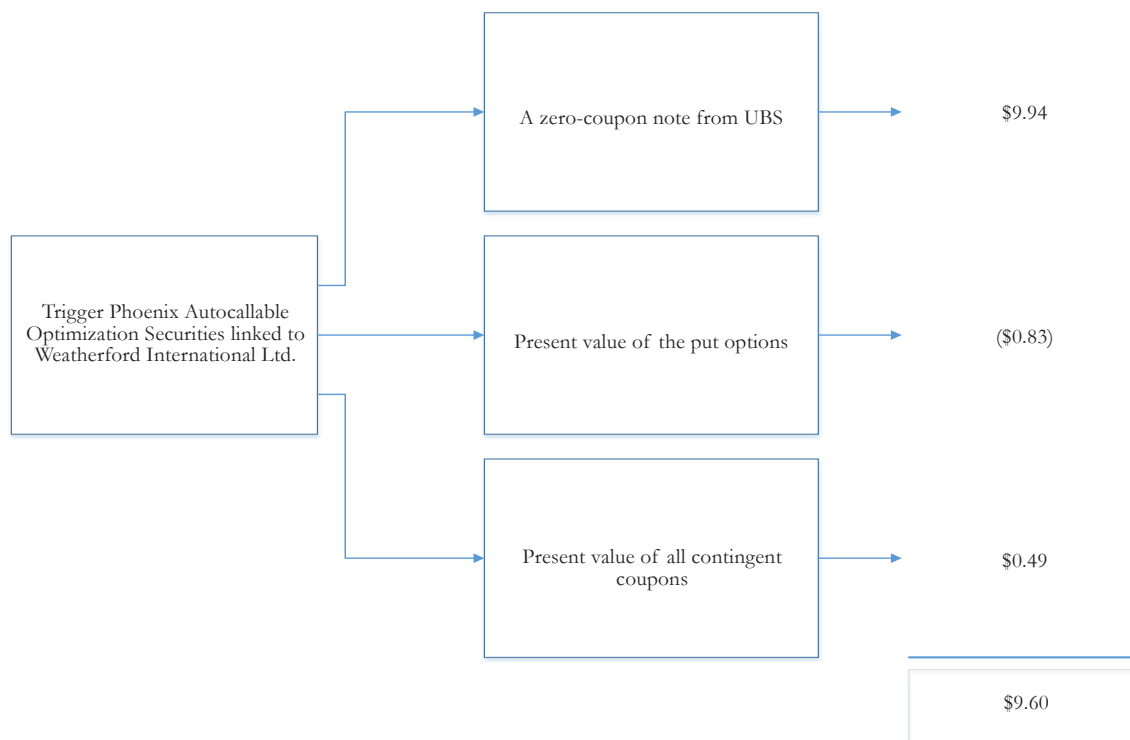 A zero-coupon note from UBS
$9.94
Trigger Phoenix Autocallable
Optimization Securities linked to
Weatherford International Ltd.
Present value of the put options
($0.83)
Present value of all contingent
coupons
$0.49
$9.60